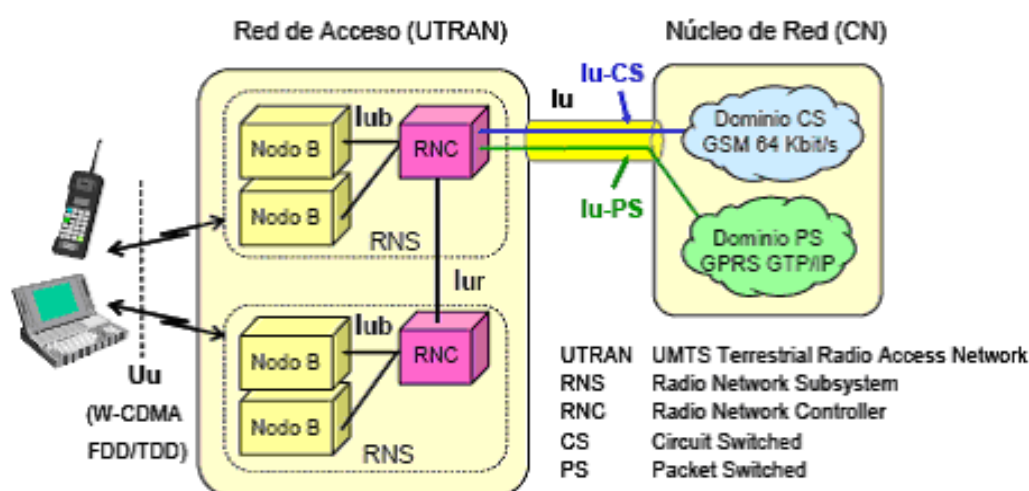 Red de Acceso (UTRAN)
Núcleo de Red (CN)
Iu-CS
Iu
Iub
Nodo B
RNC
Dominio CS
GSM 64 Kbit/s
Nodo B
Iu-PS
RNS
Dominio PS
GPRS GTP/IP
Iur
Iub
Nodo B
RNC
Uu
(W-CDMA
FDD/TDD)
Nodo B
RNS
UTRAN UMTS Terrestrial Radio Access Network
RNS Radio Network Subsystem
RNC Radio Network Controller
CS Circuit Switched
PS Packet Switched